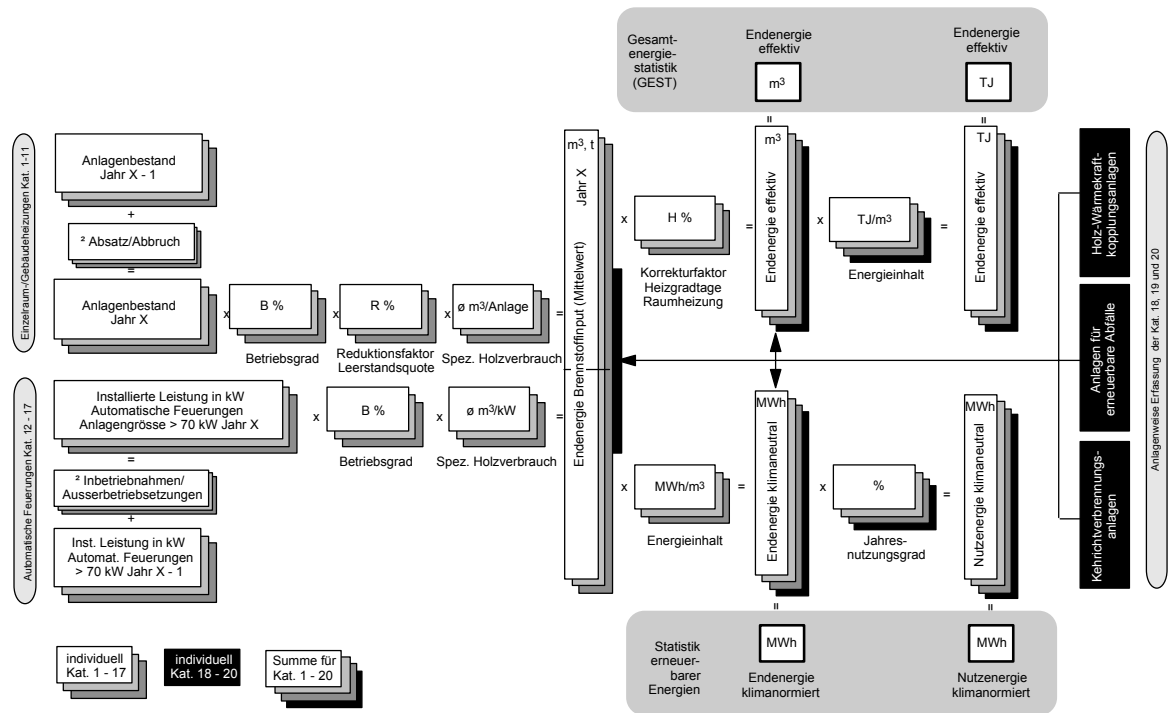 Gesamt-
energie-
statistik
(GEST)
Endenergie
effektiv
m³
Endenergie
effektiv
TJ
=
=
Einzelraum-/Gebäudeheizungen Kat. 1-11
Anlagenbestand
Jahr X - 1
+
² Absatz/Abbruch
=
Anlagenbestand
Jahr X
x
B %
Betriebsgrad
x
R %
Reduktionsfaktor
Leerstandsquote
x
ø m³/Anlage
Spez. Holzverbrauch
=
Automatische Feuerungen Kat. 12 - 17
Installierte Leistung in kW
Automatische Feuerungen
Anlagengrösse > 70 kW Jahr X
x
B %
Betriebsgrad
x
ø m³/kW
Spez. Holzverbrauch
=
=
² Inbetriebnahmen/
Ausserbetriebsetzungen
+
Inst. Leistung in kW
Automat. Feuerungen
> 70 kW Jahr X - 1
m³, t
Endenergie Brennstoffinput (Mittelwert) Jahr X
x
H %
Korrekturfaktor
Heizgradtage
Raumheizung
=
m³
Endenergie effektiv
x
TJ/m³
Energieinhalt
=
TJ
Endenergie effektiv
x
MWh/m³
Energieinhalt
=
MWh
Endenergie klimaneutral
x
%
Jahres-
nutzungsgrad
=
MWh
Nutzenergie klimaneutral
Holz-Wärmekraft-
kopplungsanlagen
Anlagen für
erneuerbare Abfälle
Kehrichtverbrennungs-
anlagen
Anlagenweise Erfassung der Kat. 18, 19 und 20
=
=
Statistik
erneuer-
barer
Energien
MWh
Endenergie
klimanormiert
MWh
Nutzenergie
klimanormiert
individuell
Kat. 1 - 17
individuell
Kat. 18 - 20
Summe für
Kat. 1 - 20